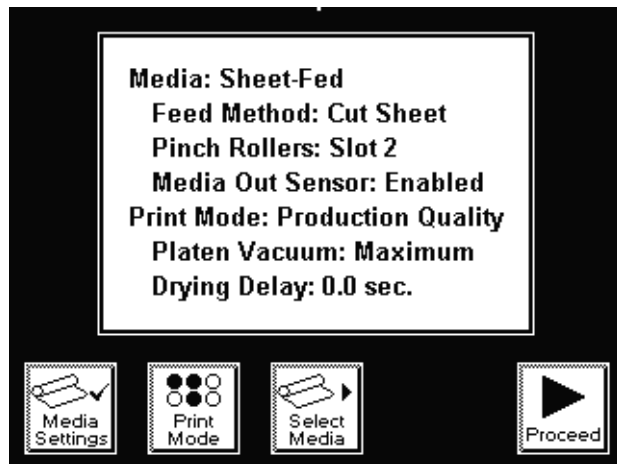 Media: Sheet-Fed
Feed Method: Cut Sheet
Pinch Rollers: Slot 2
Media Out Sensor: Enabled
Print Mode: Production Quality
Platen Vacuum: Maximum
Drying Delay: 0.0 sec.
Media
Settings
Print
Mode
Select
Media
Proceed